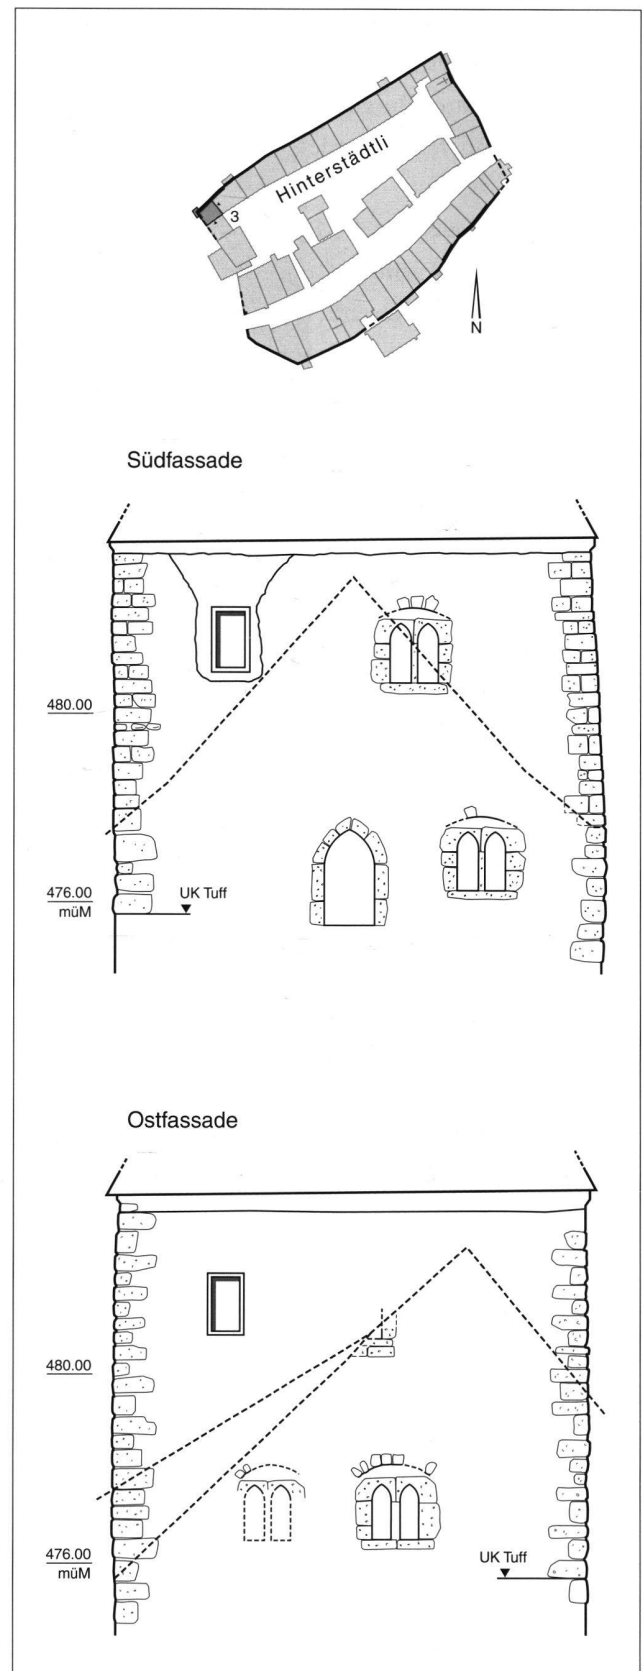 Hinterstädtli
3
N
Südfassade
480.00
476.00
müM
UK Tuff
Ostfassade
480.00
476.00
müM
UK Tuff